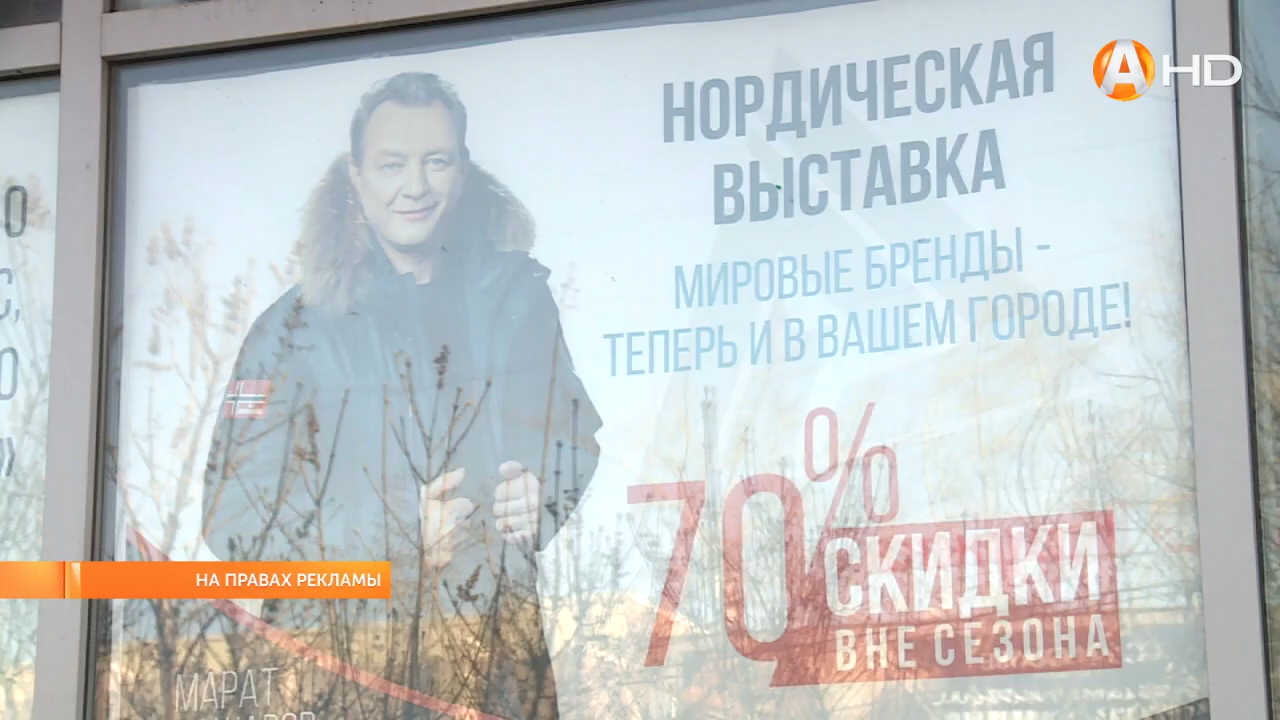 А HD
НОРДИЧЕСКАЯ
ВЫСТАВКА
МИРОВЫЕ БРЕНДЫ -
ТЕПЕРЬ И В ВАШЕМ ГОРОДЕ!
70%
СКИДКИ
ВНЕ СЕЗОНА
О
С,
О
»
НА ПРАВАХ РЕКЛАМЫ
МАРАТ